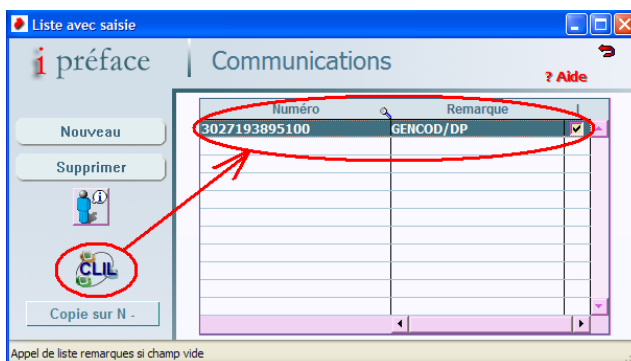 Liste avec saisie
i préface
Communications
? Aide
Numéro Remarque I
3027193895100 GENCOD/DP
Nouveau
Supprimer
CLIL
Copie sur N -
Appel de liste remarques si champ vide